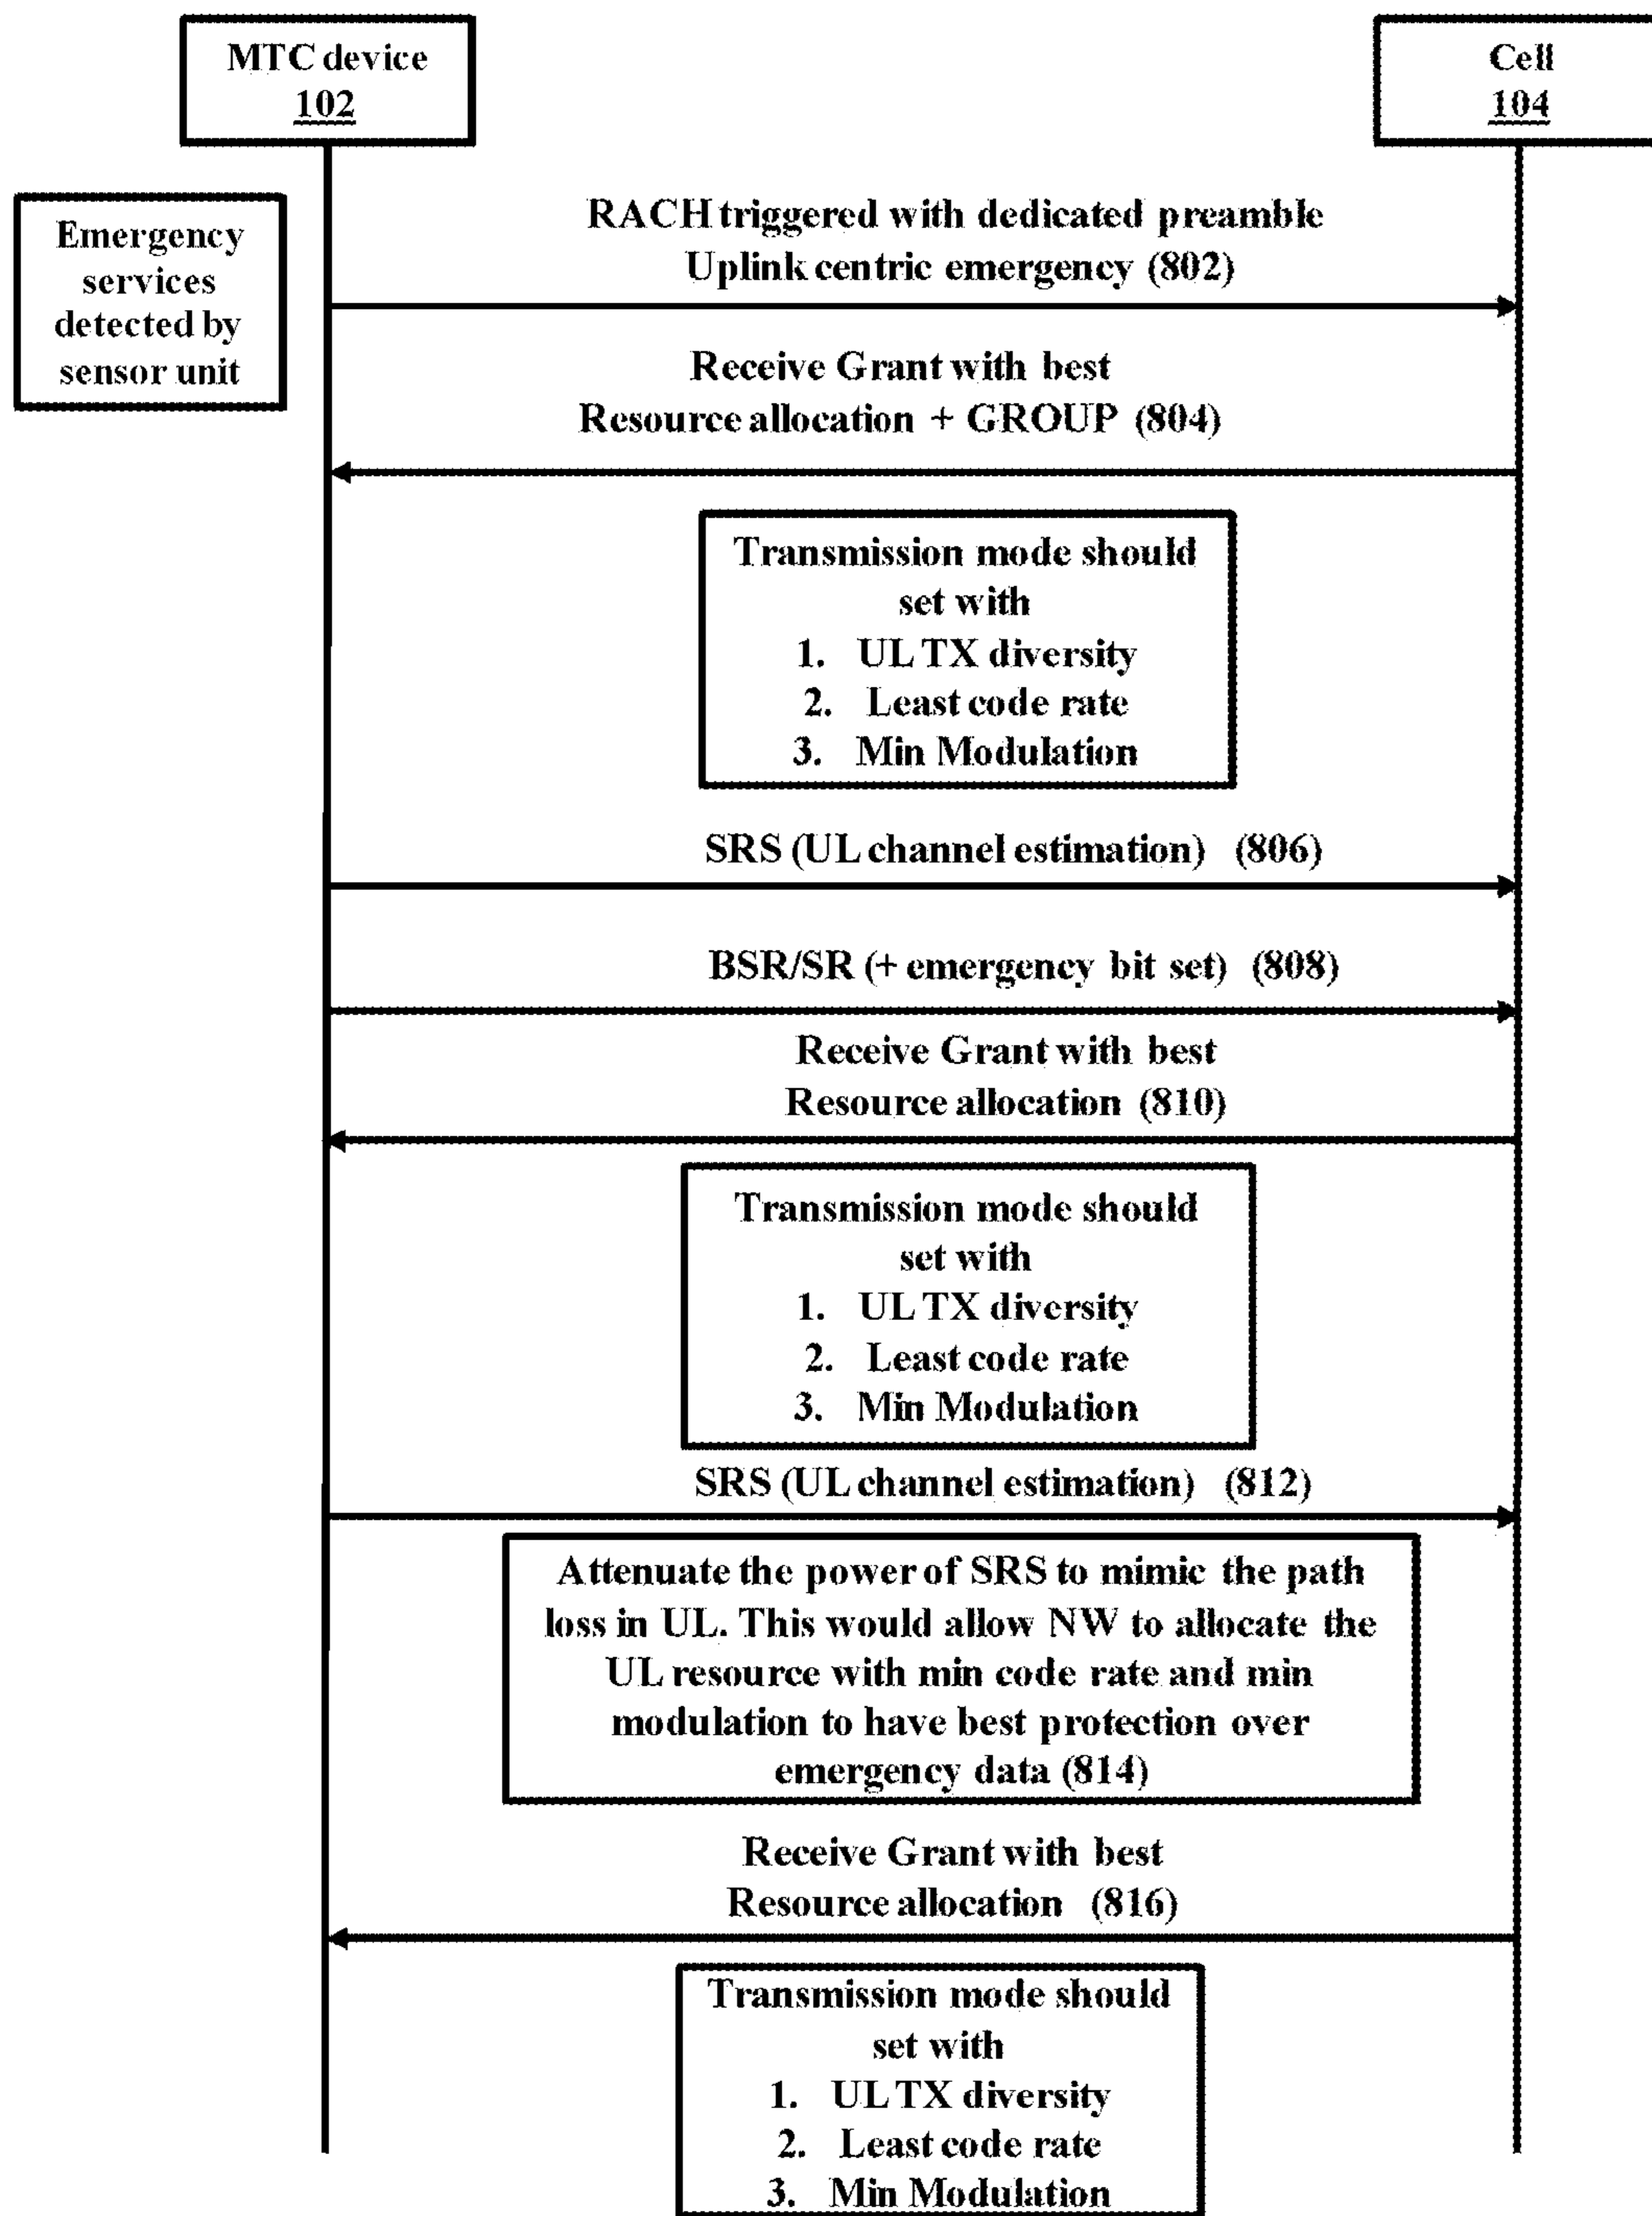 MTC device
102
Cell
104
Emergency
services
detected by
sensor unit
RACH triggered with dedicated preamble
Uplink centric emergency (802)
Receive Grant with best
Resource allocation + GROUP (804)
Transmission mode should
set with
1. UL TX diversity
2. Least code rate
3. Min Modulation
SRS (UL channel estimation) (806)
BSR/SR (+ emergency bit set) (808)
Receive Grant with best
Resource allocation (810)
Transmission mode should
set with
1. UL TX diversity
2. Least code rate
3. Min Modulation
SRS (UL channel estimation) (812)
Attenuate the power of SRS to mimic the path
loss in UL. This would allow NW to allocate the
UL resource with min code rate and min
modulation to have best protection over
emergency data (814)
Receive Grant with best
Resource allocation (816)
Transmission mode should
set with
1. UL TX diversity
2. Least code rate
3. Min Modulation